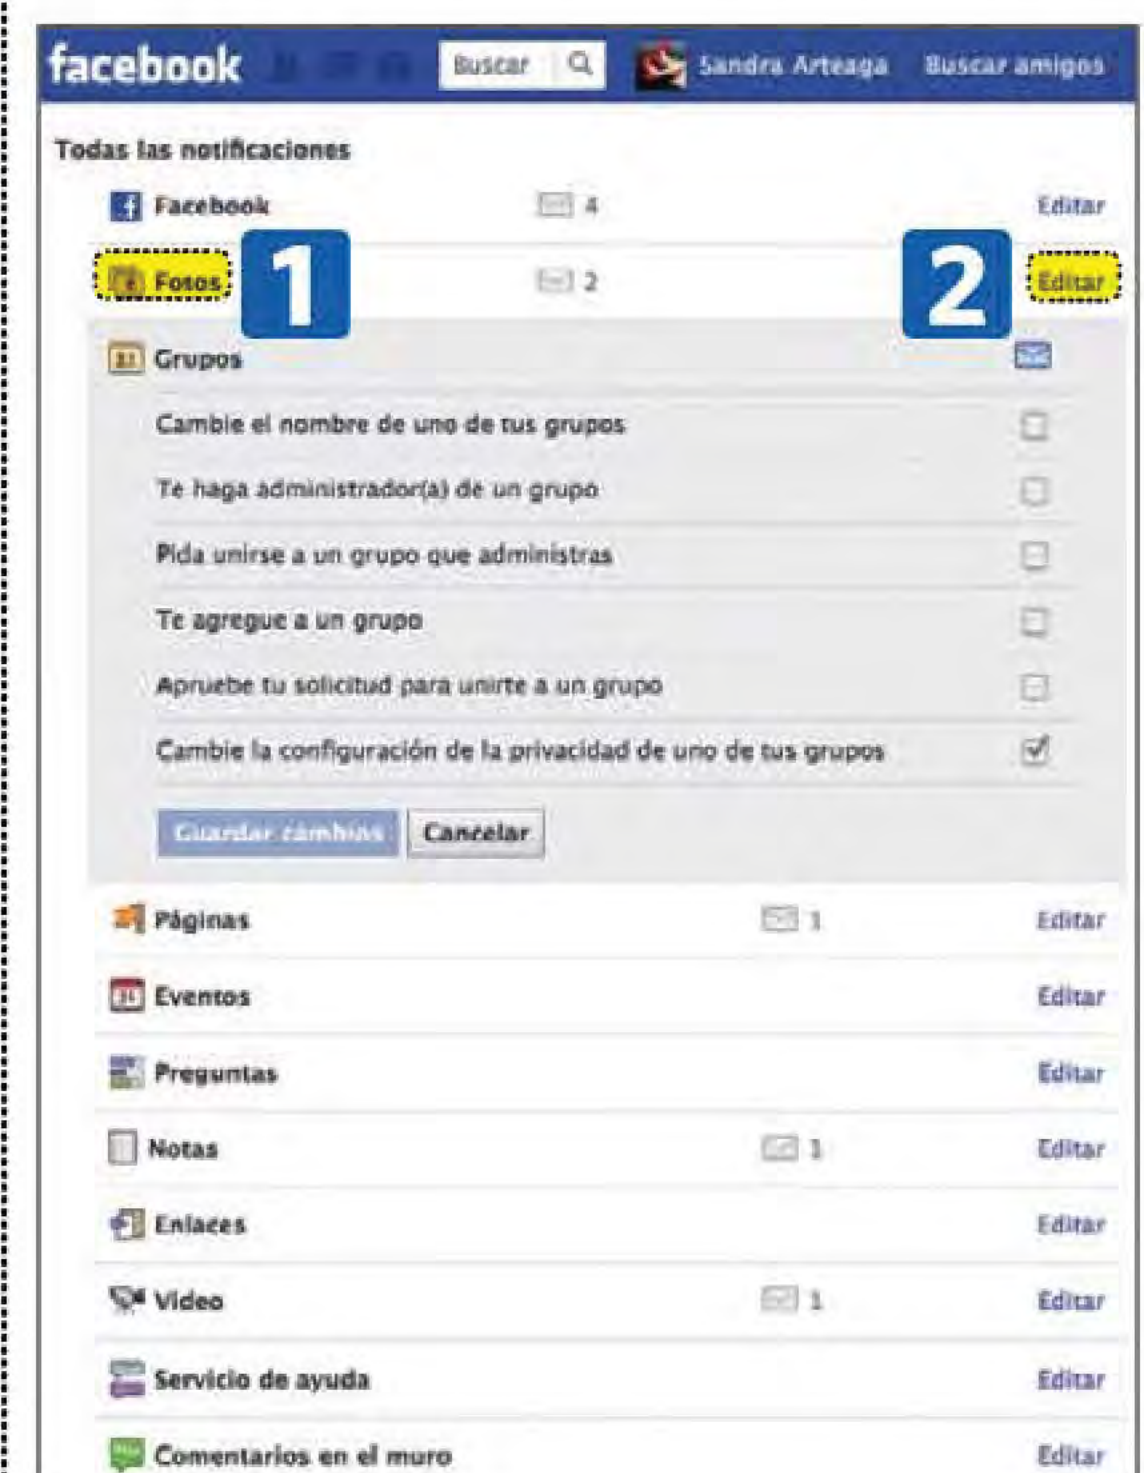 facebook Buscar Sandra Arteaga Buscar amigos
Todas las notificaciones
Facebook 4 Editar
Fotos 1 2 2 Editar
31 Grupos
Cambie el nombre de uno de tus grupos
Te haga administrador(a) de un grupo
Pida unirse a un grupo que administras
Te agregue a un grupo
Apruebe tu solicitud para unirte a un grupo
Cambie la configuración de la privacidad de uno de tus grupos
Guardar cambios Cancelar
Páginas 1 Editar
31 Eventos Editar
Preguntas Editar
Notas 1 Editar
Enlaces Editar
Video 1 Editar
Servicio de ayuda Editar
Comentarios en el muro Editar